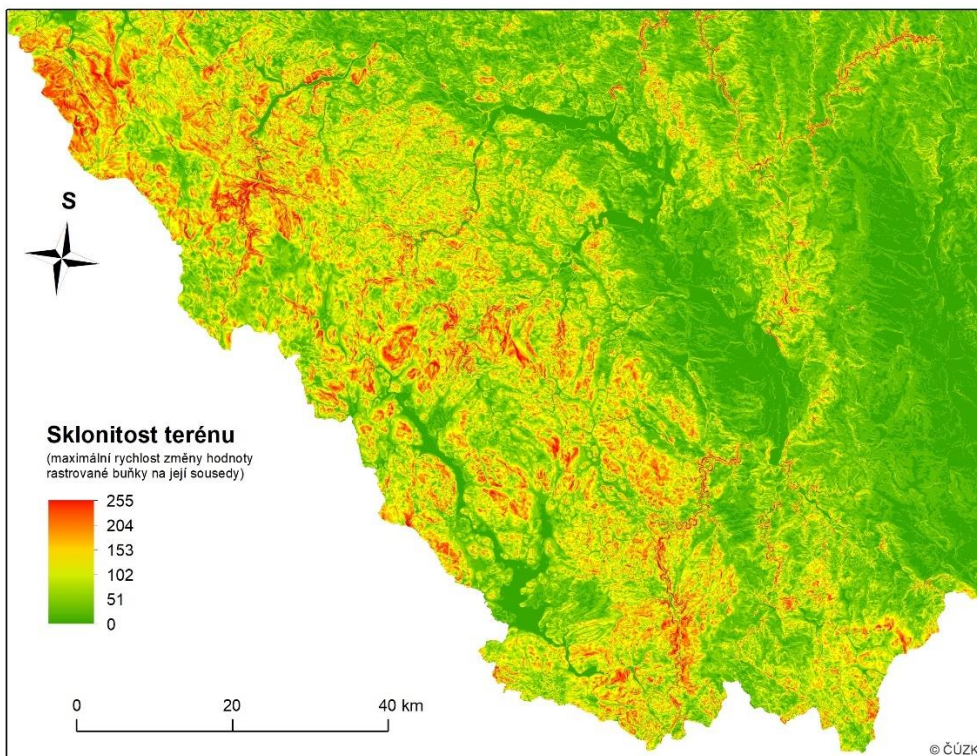 S
Sklonitost terénu
(maximální rychlost změny hodnoty
rastrované buňky na její sousedy)
255
204
153
102
51
0
0 20 40 km
© ČÚZK